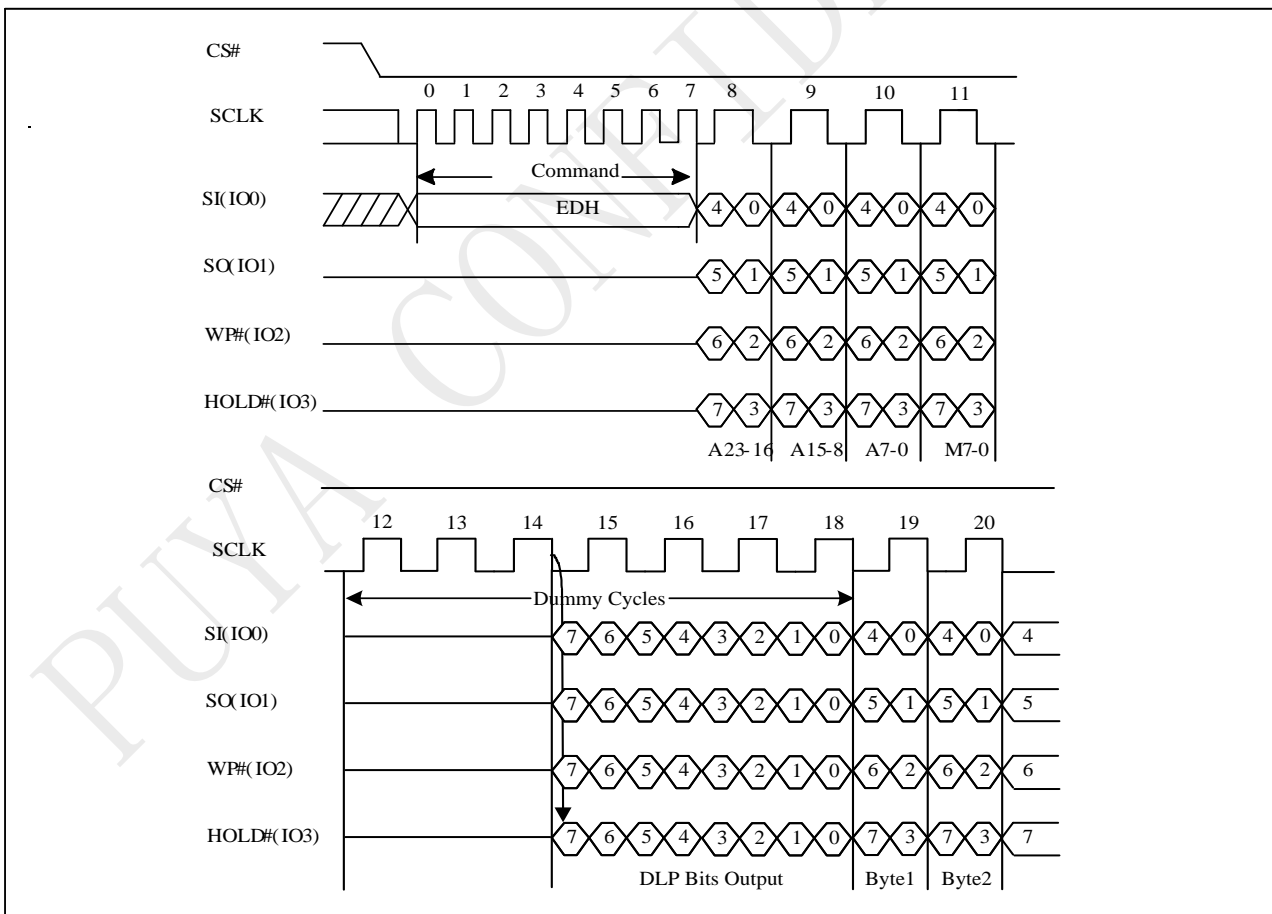 CS#
0 1 2 3 4 5 6 7 8 9 10 11
SCLK
Command
SI(IO0)
EDH
4 0 4 0 4 0 4 0
SO(IO1)
5 1 5 1 5 1 5 1
WP#(IO2)
6 2 6 2 6 2 6 2
HOLD#(IO3)
7 3 7 3 7 3 7 3
A23-16 A15-8 A7-0 M7-0
CS#
12 13 14 15 16 17 18 19 20
SCLK
Dummy Cycles
SI(IO0)
7 6 5 4 3 2 1 0 4 0 4 0 4
SO(IO1)
7 6 5 4 3 2 1 0 5 1 5 1 5
WP#(IO2)
7 6 5 4 3 2 1 0 6 2 6 2 6
HOLD#(IO3)
7 6 5 4 3 2 1 0 7 3 7 3 7
DLP Bits Output Byte1 Byte2
PUYA CONFID